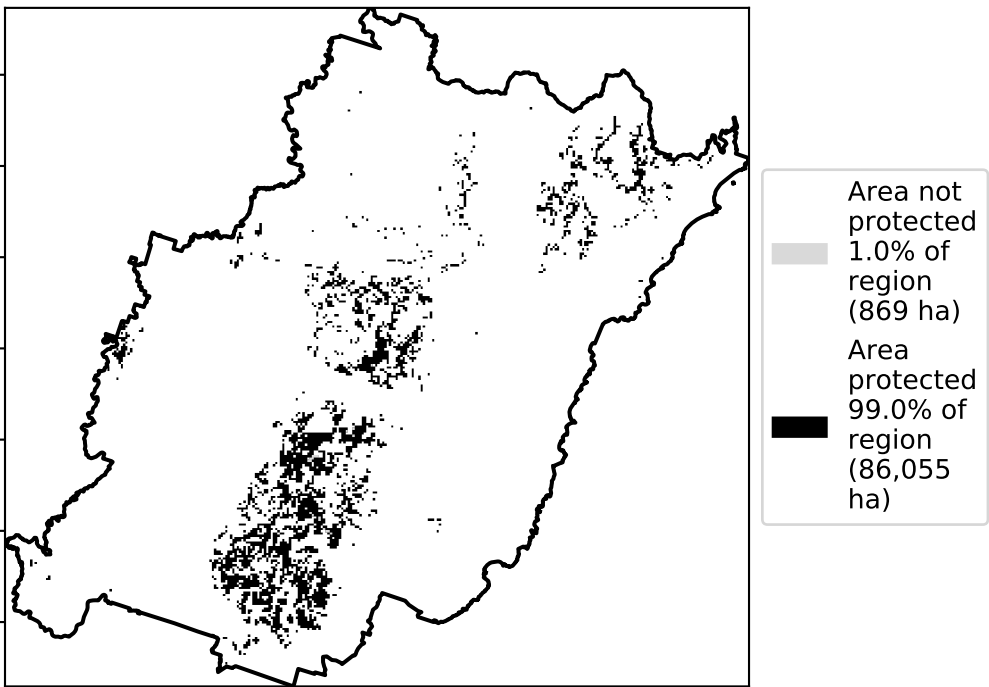 Area not
protected
1.0% of
region
(869 ha)
Area
protected
99.0% of
region
(86,055
ha)